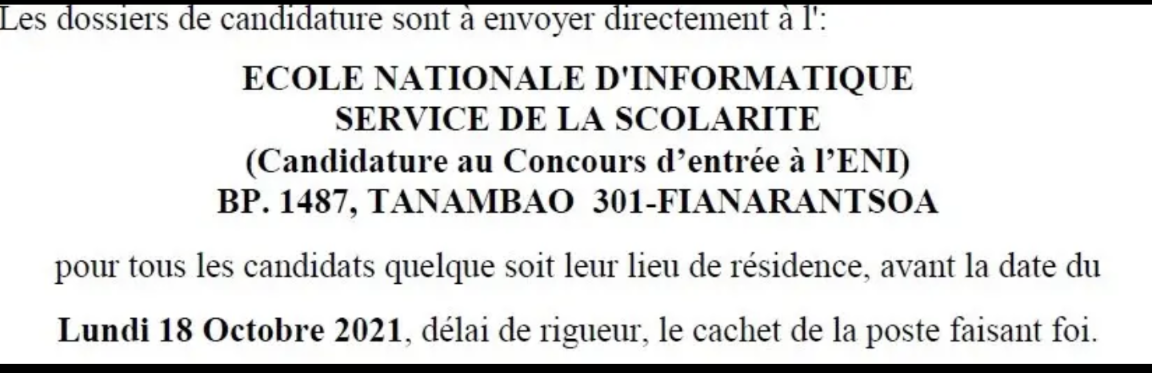 Les dossiers de candidature sont à envoyer directement à l':
ECOLE NATIONALE D'INFORMATIQUE
SERVICE DE LA SCOLARITE
(Candidature au Concours d’entrée à l’ENI)
BP. 1487, TANAMBAO 301-FIANARANTSOA
pour tous les candidats quelque soit leur lieu de résidence, avant la date du
Lundi 18 Octobre 2021, délai de rigueur, le cachet de la poste faisant foi.